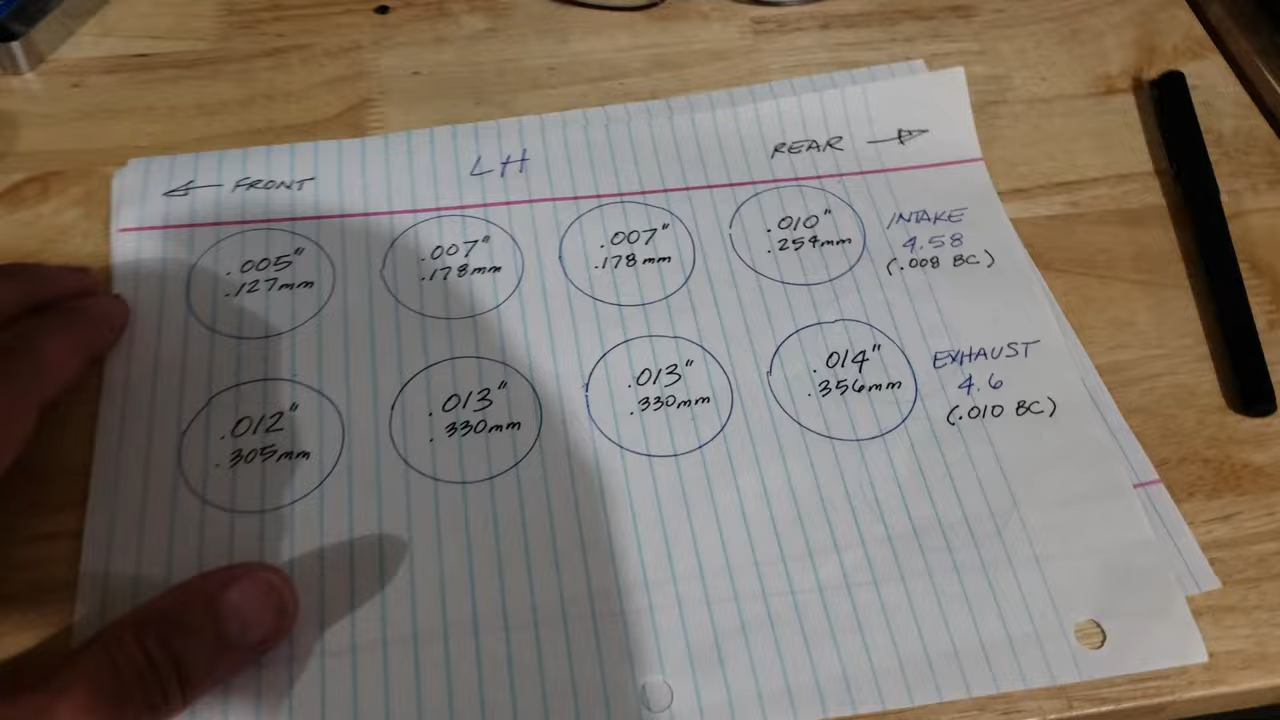 ← FRONT
LH
REAR →
.005"
.127mm
.007"
.178mm
.007"
.178mm
.010"
.254mm
INTAKE
4.58
(.008 BC)
.012"
.305mm
.013"
.330mm
.013"
.330mm
.014"
.356mm
EXHAUST
4.6
(.010 BC)